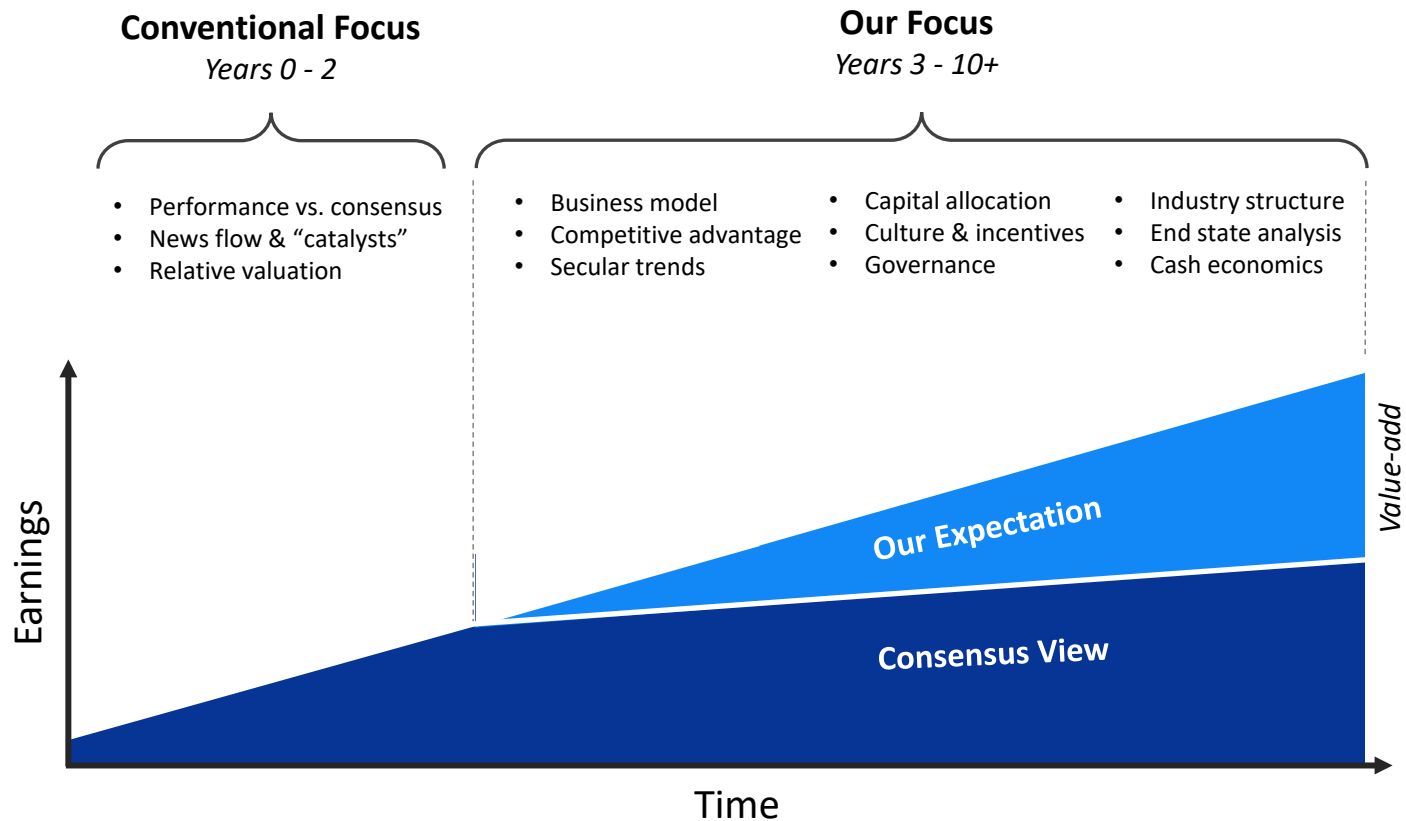 Conventional Focus
Years 0 - 2
Our Focus
Years 3 - 10+
• Performance vs. consensus
• News flow & “catalysts”
• Relative valuation
• Business model
• Competitive advantage
• Secular trends
• Capital allocation
• Culture & incentives
• Governance
• Industry structure
• End state analysis
• Cash economics
Earnings
Our Expectation
Consensus View
Value-add
Time